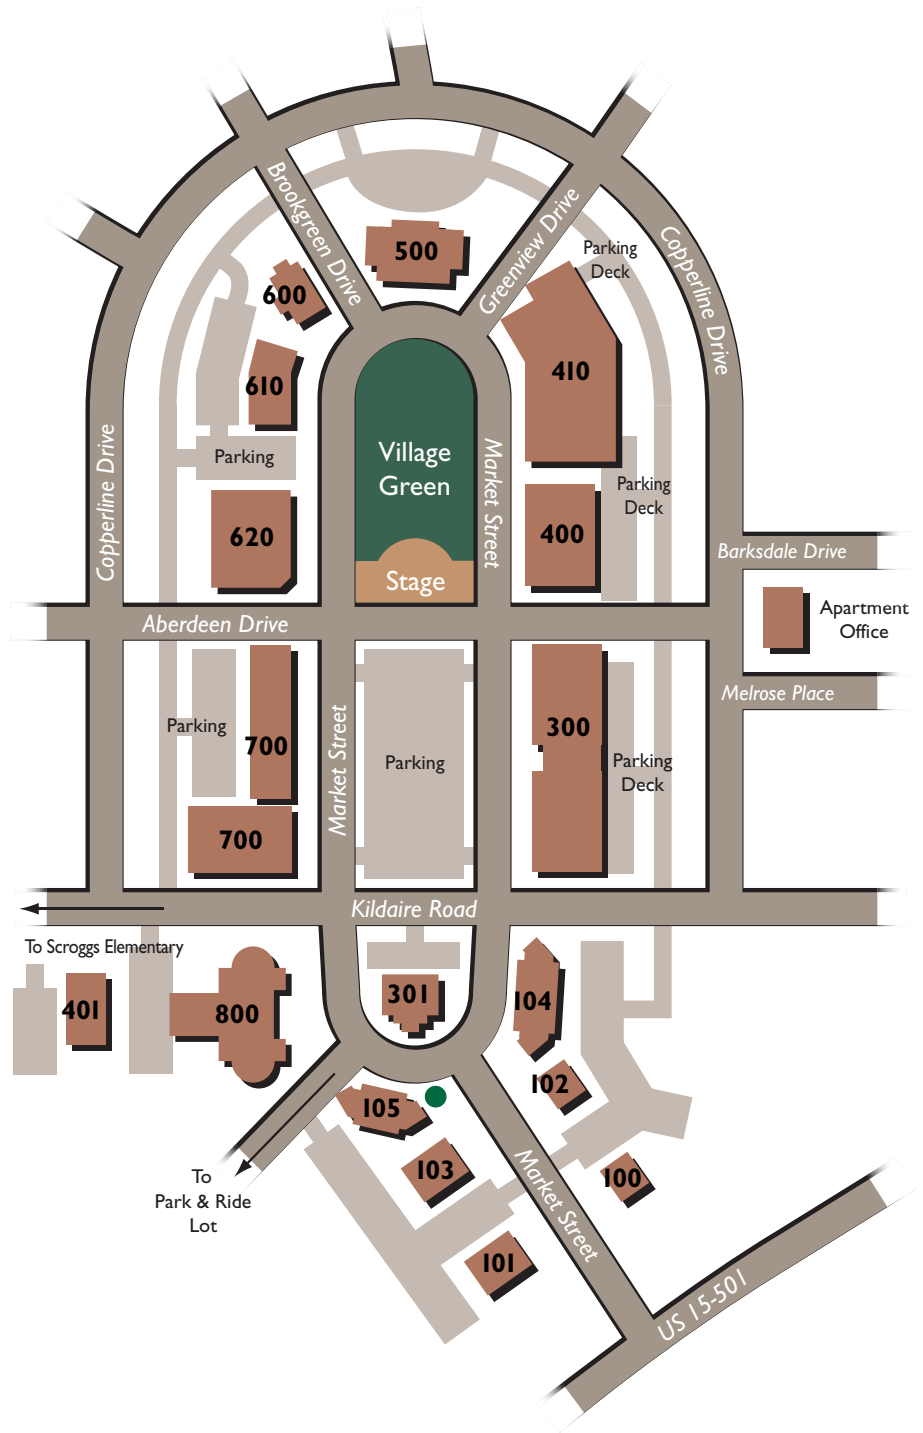 Brookgreen Drive
500
Greenview Drive
Parking
Deck
Copperline Drive
600
610
410
Parking
Village
Green
Market Street
Parking
Deck
Copperline Drive
620
400
Stage
Barksdale Drive
Aberdeen Drive
Apartment
Office
Melrose Place
Parking
700
Market Street
Parking
300
Parking
Deck
700
Kildaire Road
To Scroggs Elementary
401
800
301
104
102
105
103
100
To
Park & Ride
Lot
Market Street
101
US 15-501